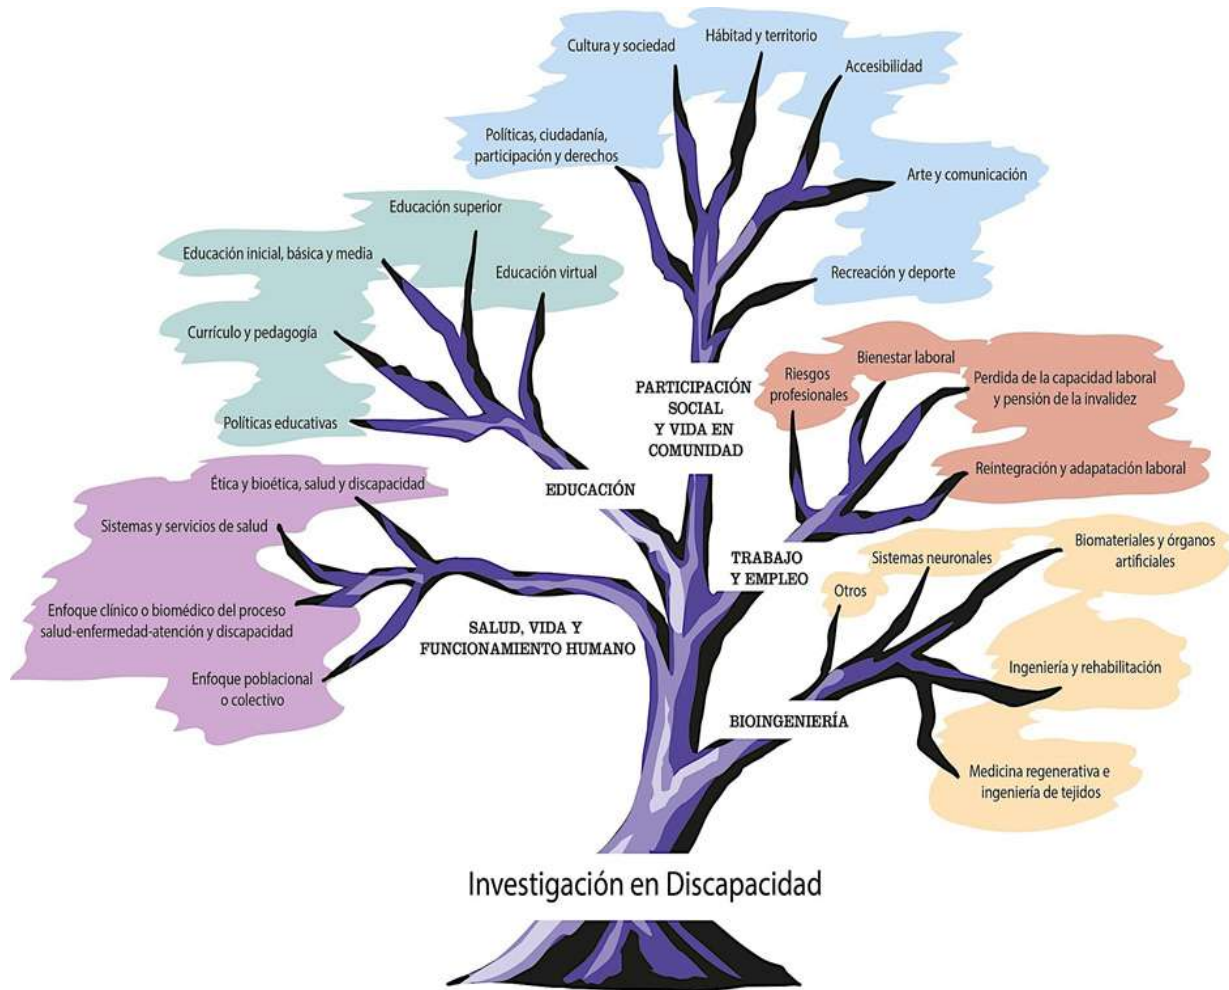 Cultura y sociedad
Hábitad y territorio
Accesibilidad
Políticas, ciudadanía,
participación y derechos
Arte y comunicación
Recreación y deporte
Educación superior
Educación inicial, básica y media
Educación virtual
Currículo y pedagogía
Políticas educativas
PARTICIPACIÓN
SOCIAL
Y VIDA EN
COMUNIDAD
Riesgos
profesionales
Bienestar laboral
Perdida de la capacidad laboral
y pensión de la invalidez
Reintegración y adapatación laboral
EDUCACIÓN
Ética y bioética, salud y discapacidad
Sistemas y servicios de salud
Enfoque clínico o biomédico del proceso
salud-enfermedad-atención y discapacidad
Enfoque poblacional
o colectivo
SALUD, VIDA Y
FUNCIONAMIENTO HUMANO
TRABAJO
Y EMPLEO
Otros
Sistemas neuronales
Biomateriales y órganos
artificiales
Ingeniería y rehabilitación
Medicina regenerativa e
ingeniería de tejidos
BIOINGENIERÍA
Investigación en Discapacidad